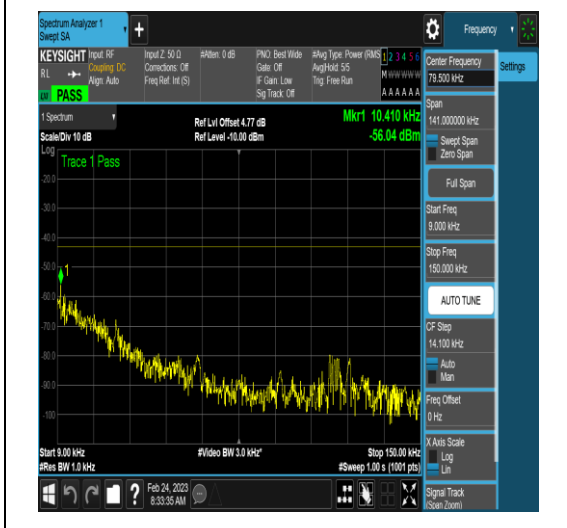 Spectrum Analyzer 1
Swept SA
+
Frequency
KEYSIGHT
RL
PASS
Input: RF
Coupling: DC
Align: Auto
Input Z: 50 Ω
Corrections: Off
Freq Ref: Int (S)
#Atten: 0 dB
PNO: Best Wide
Gate: Off
IF Gain: Low
Sig Track: Off
#Avg Type: Power (RMS
Avg|Hold: 5/5
Trig: Free Run
1 2 3 4 5 6
M W W W W W
A A A A A A
1 Spectrum
Scale/Div 10 dB
Ref Lvl Offset 4.77 dB
Ref Level -10.00 dBm
Mkr1 10.410 kHz
-56.04 dBm
Log
Trace 1 Pass
-20.0
-30.0
-40.0
-50.0
-60.0
-70.0
-80.0
-90.0
-100
1
Start 9.00 kHz
#Res BW 1.0 kHz
#Video BW 3.0 kHz*
Stop 150.00 kHz
#Sweep 1.00 s (1001 pts)
?
Feb 24, 2023
8:33:35 AM
Center Frequency
79.500 kHz
Span
141.000000 kHz
Swept Span
Zero Span
Full Span
Start Freq
9.000 kHz
Stop Freq
150.000 kHz
AUTO TUNE
CF Step
14.100 kHz
Auto
Man
Freq Offset
0 Hz
X Axis Scale
Log
Lin
Signal Track
(Span Zoom)
Settings